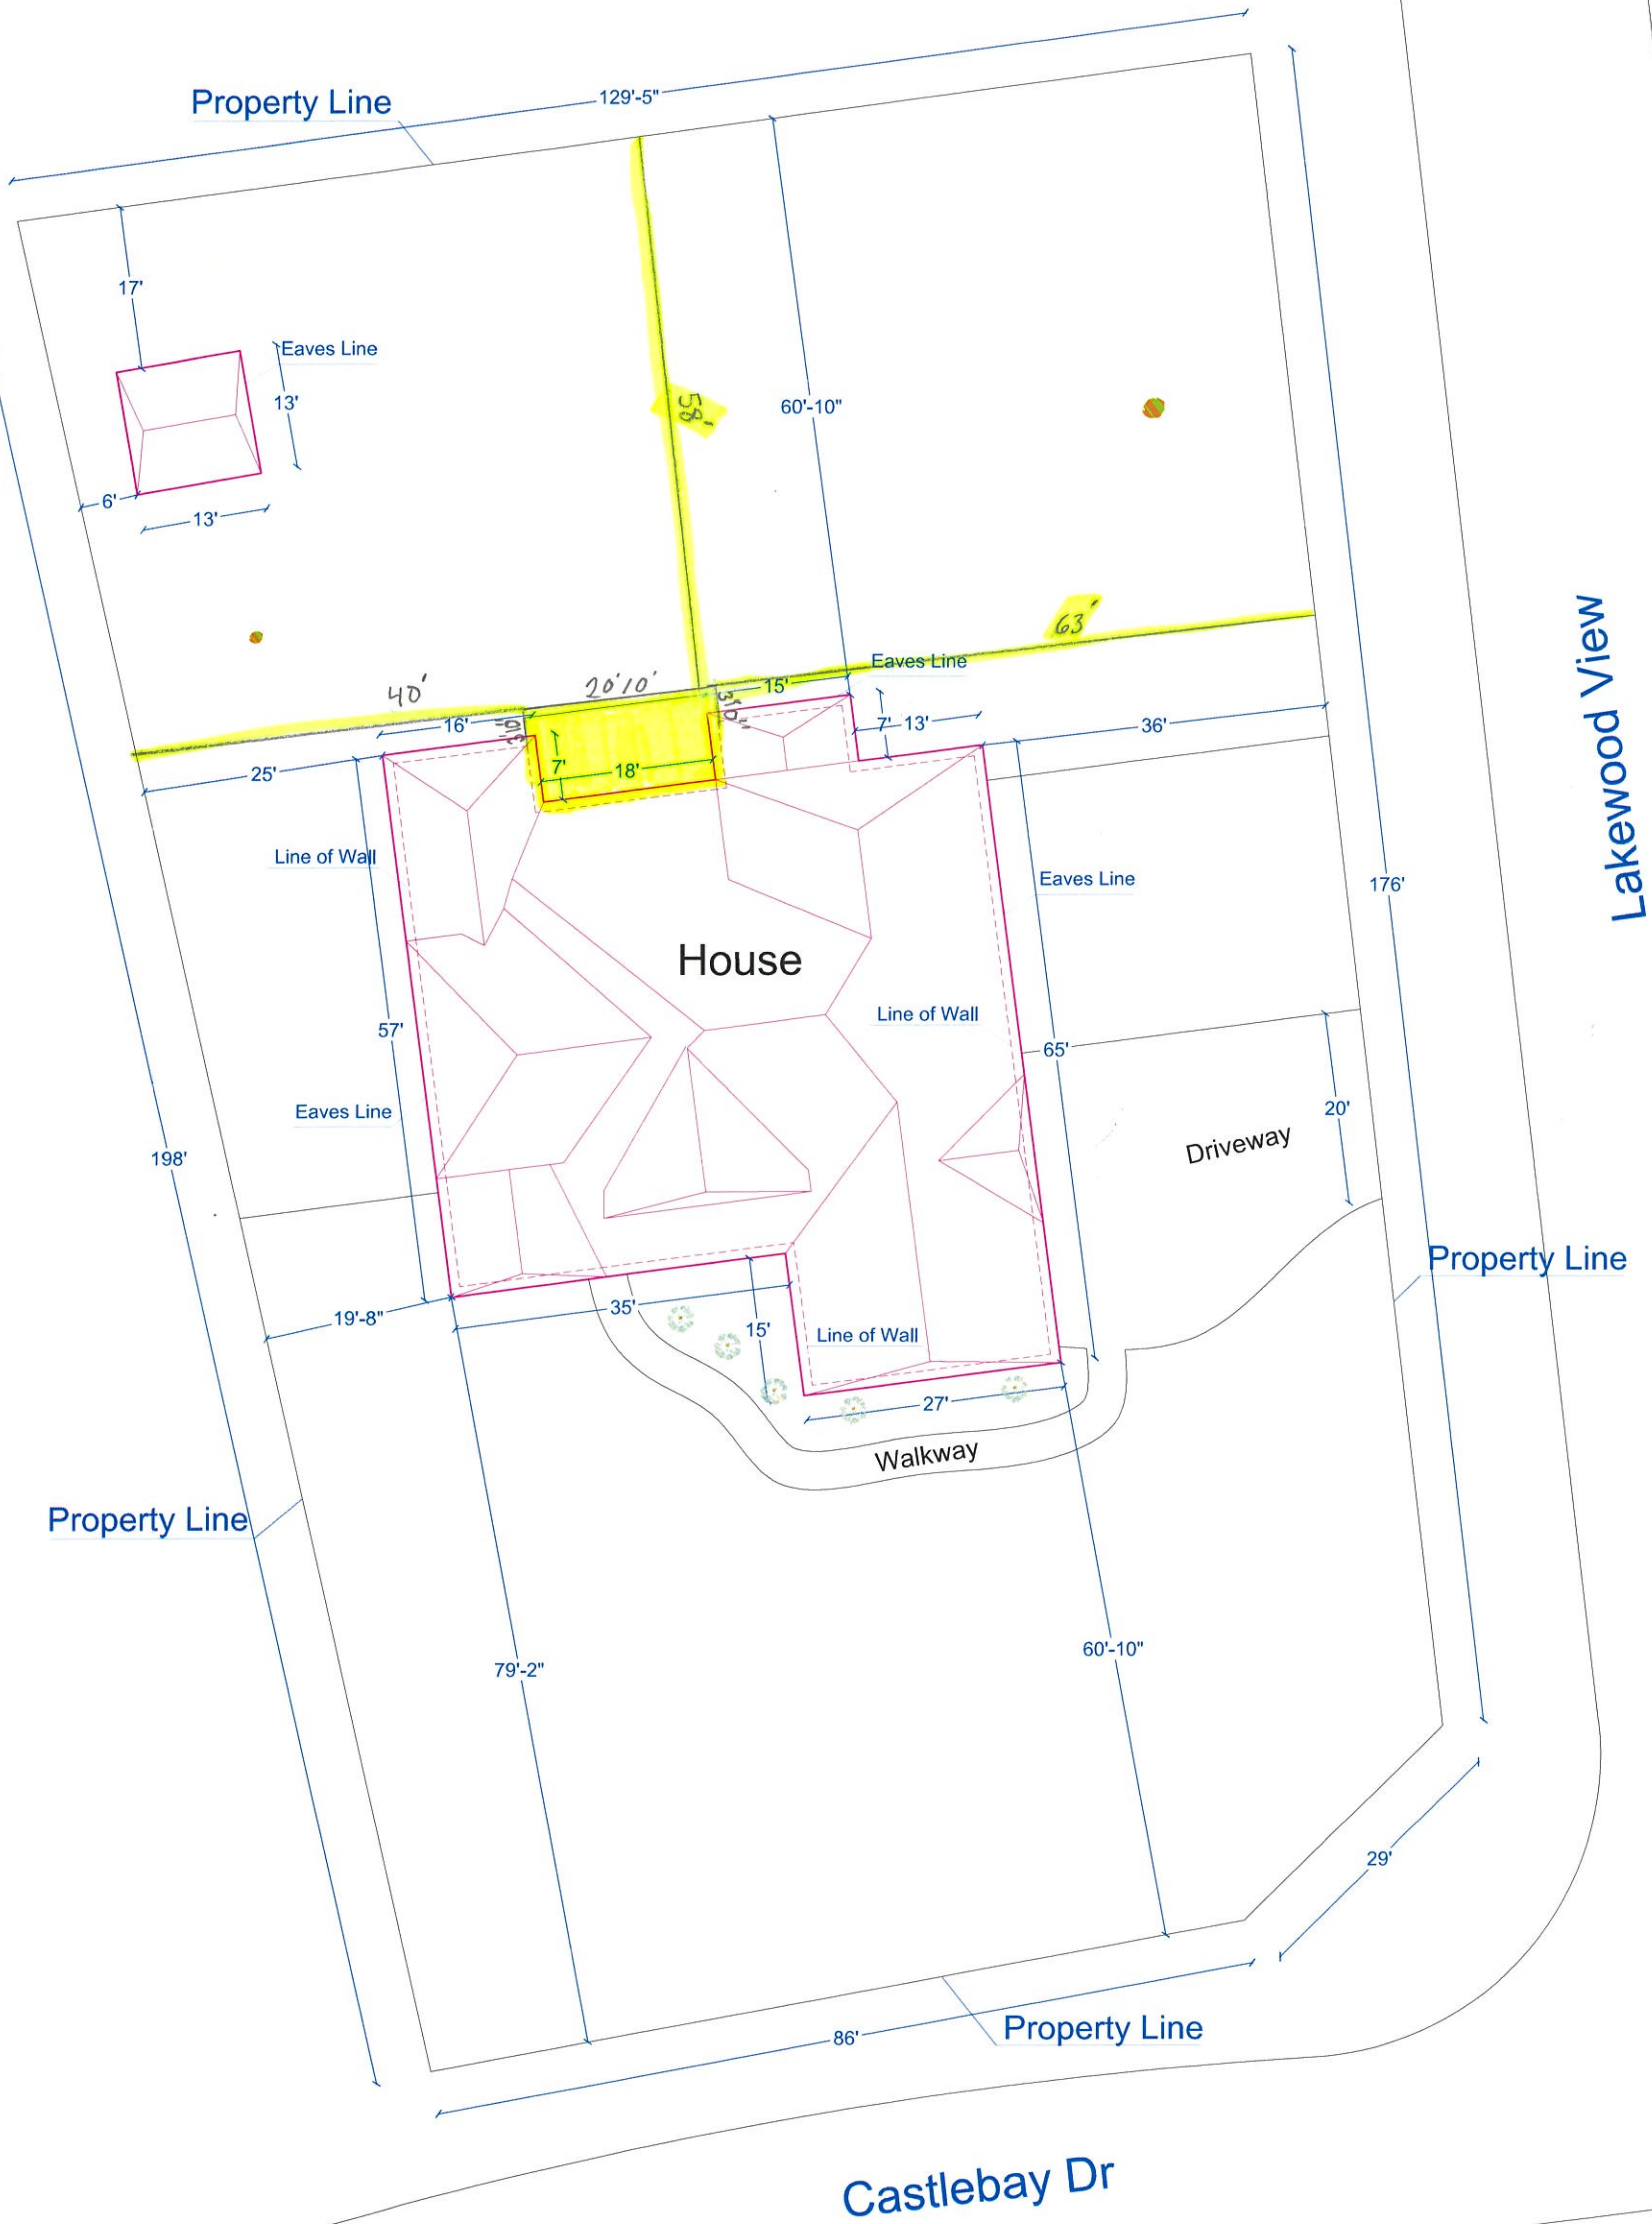 129'-5"
Property Line
17'
Eaves Line
13'
60'-10"
58'
6'
13'
63'
Eaves Line
40'
20'10'
15'
16'
7'
13'
36'
25'
7'
18'
Lakewood View
Line of Wall
Eaves Line
176'
House
Line of Wall
57'
65'
Eaves Line
20'
Driveway
198'
Property Line
19'-8"
35'
15'
Line of Wall
27'
Walkway
Property Line
79'-2"
60'-10"
29'
86'
Property Line
Castlebay Dr